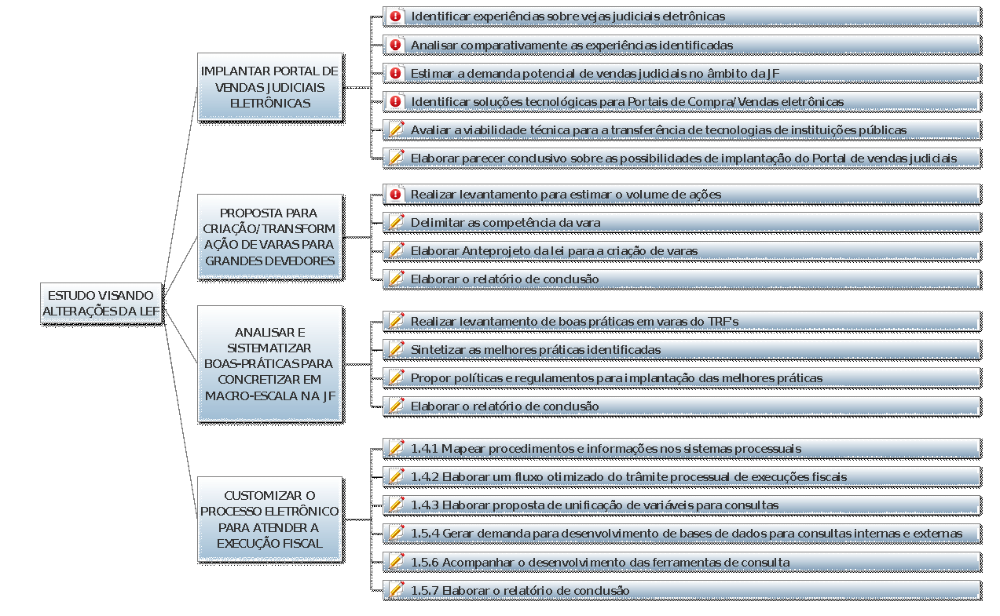 ESTUDO VISANDO
ALTERAÇÕES DA LEF
IMPLANTAR PORTAL DE
VENDAS JUDICIAIS
ELETRÔNICAS
Identificar experiências sobre vejas judiciais eletrônicas
Analisar comparativamente as experiências identificadas
Estimar a demanda potencial de vendas judiciais no âmbito da JF
Identificar soluções tecnológicas para Portais de Compra/Vendas eletrônicas
Avaliar a viabilidade técnica para a transferência de tecnologias de instituições públicas
Elaborar parecer conclusivo sobre as possibilidades de implantação do Portal de vendas judiciais
PROPOSTA PARA
CRIAÇÃO/TRANSFORM
AÇÃO DE VARAS PARA
GRANDES DEVEDORES
Realizar levantamento para estimar o volume de ações
Delimitar as competência da vara
Elaborar Anteprojeto da lei para a criação de varas
Elaborar o relatório de conclusão
ANALISAR E
SISTEMATIZAR
BOAS-PRÁTICAS PARA
CONCRETIZAR EM
MACRO-ESCALA NA JF
Realizar levantamento de boas práticas em varas do TRF's
Sintetizar as melhores práticas identificadas
Propor políticas e regulamentos para implantação das melhores práticas
Elaborar o relatório de conclusão
CUSTOMIZAR O
PROCESSO ELETRÔNICO
PARA ATENDER A
EXECUÇÃO FISCAL
1.4.1 Mapear procedimentos e informações nos sistemas processuais
1.4.2 Elaborar um fluxo otimizado do trâmite processual de execuções fiscais
1.4.3 Elaborar proposta de unificação de variáveis para consultas
1.5.4 Gerar demanda para desenvolvimento de bases de dados para consultas internas e externas
1.5.6 Acompanhar o desenvolvimento das ferramentas de consulta
1.5.7 Elaborar o relatório de conclusão